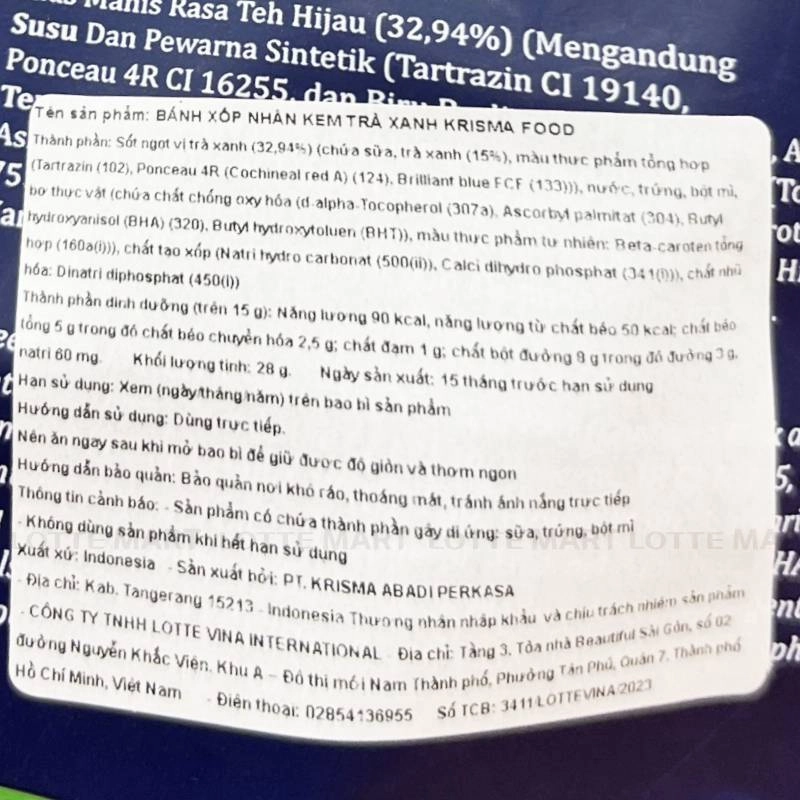 Manis Rasa Teh Hijau (32,94%) (Mengandung
Susu Dan Pewarna Sintetik (Tartrazin CI 19140,
Ponceau 4R CI 16255, dan
Tên sản phẩm: BÁNH XỐP NHÂN KEM TRÀ XANH KRISMA FOOD
Thành phần: Sốt ngọt vị trà xanh (32,94%) (chứa sữa, trà xanh (15%), màu thực phẩm tổng hợp
(Tartrazin (102), Ponceau 4R (Cochineal red A) (124), Brilliant blue FCF (133))), nước, trứng, bột mì,
bơ thực vật (chứa chất chống oxy hóa (d-alpha-Tocopherol (307a), Ascorbyl palmitat (304), Butyl
hydroxyanisol (BHA) (320), Butyl hydroxytoluen (BHT)), màu thực phẩm tự nhiên: Beta-caroten tổng
hợp (160a(i))), chất tạo xốp (Natri hydro carbonat (500(ii)), Calci dihydro phosphat (341(i))), chất nhũ
hóa: Dinatri diphosphat (450(i))
Thành phần dinh dưỡng (trên 15 g): Năng lượng 90 kcal, năng lượng từ chất béo 50 kcal; chất béo
tổng 5 g trong đó chất béo chuyển hóa 2,5 g; chất đạm 1 g; chất bột đường 9 g trong đó đường 3 g,
natri 60 mg. Khối lượng tịnh: 28 g. Ngày sản xuất: 15 tháng trước hạn sử dụng
Hạn sử dụng: Xem (ngày/tháng/năm) trên bao bì sản phẩm
Hướng dẫn sử dụng: Dùng trực tiếp.
Nên ăn ngay sau khi mở bao bì để giữ được độ giòn và thơm ngon
Hướng dẫn bảo quản: Bảo quản nơi khô ráo, thoáng mát, tránh ánh nắng trực tiếp
Thông tin cảnh báo: - Sản phẩm có chứa thành phần gây dị ứng: sữa, trứng, bột mì
- Không dùng sản phẩm khi hết hạn sử dụng
LOTTE MART LOTTE MART LOTTE MART LOTTE MA
Xuất xứ: Indonesia - Sản xuất bởi: PT. KRISMA ABADI PERKASA
- Địa chỉ: Kab. Tangerang 15213 - Indonesia Thương nhân nhập khẩu và chịu trách nhiệm sản phẩm
- CÔNG TY TNHH LOTTE VINA INTERNATIONAL - Địa chỉ: Tầng 3, Tòa nhà Beautiful Sài Gòn, số 02
đường Nguyễn Khắc Viện, Khu A – Đô thị mới Nam Thành phố, Phường Tân Phú, Quận 7, Thành phố
Hồ Chí Minh, Việt Nam - Điện thoại: 02854136955 Số TCB: 3411/LOTTEVINA/2023